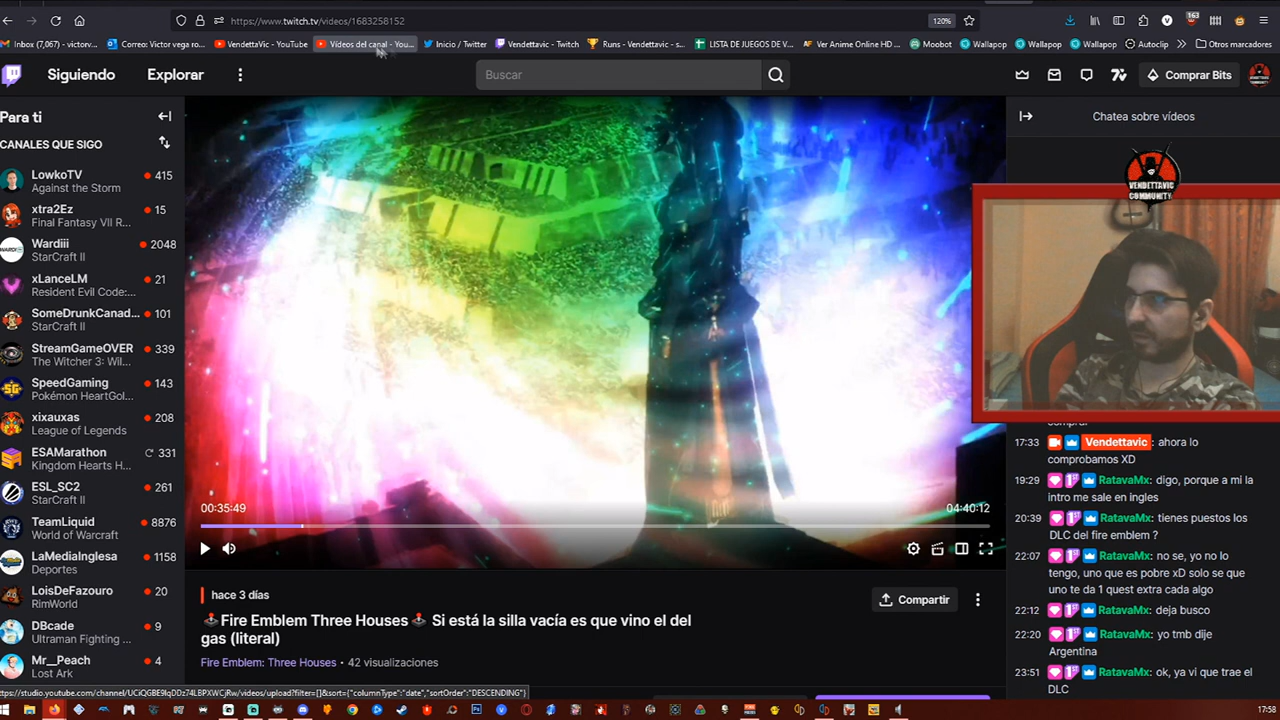 https://www.twitch.tv/videos/1683258152
120%
163
Inbox (7,067) - victorv...
Correo: Victor vega ro...
VendettaVic - YouTube
Vídeos del canal - You...
Inicio / Twitter
Vendettavic - Twitch
Runs - Vendettavic - s...
LISTA DE JUEGOS DE V...
Ver Anime Online HD ...
Moobot
Wallapop
Wallapop
Wallapop
Autoclip
Otros marcadores
Siguiendo
Explorar
Buscar
Comprar Bits
Para ti
CANALES QUE SIGO
LowkoTV
415
Against the Storm
xtra2Ez
15
Final Fantasy VII R...
Wardiii
2048
StarCraft II
xLanceLM
21
Resident Evil Code:...
SomeDrunkCanad...
101
StarCraft II
StreamGameOVER
339
The Witcher 3: Wil...
SpeedGaming
143
Pokémon HeartGol...
xixauxas
208
League of Legends
ESAMarathon
331
Kingdom Hearts H...
ESL_SC2
261
StarCraft II
TeamLiquid
8876
World of Warcraft
LaMediaInglesa
1158
Deportes
LoisDeFazouro
20
RimWorld
DBcade
9
Ultraman Fighting ...
Mr__Peach
4
Lost Ark
00:35:49
04:40:12
hace 3 días
Compartir
🕹Fire Emblem Three Houses🕹 Si está la silla vacía es que vino el del
gas (literal)
Fire Emblem: Three Houses • 42 visualizaciones
Chatea sobre vídeos
VENDETTAVIC
COMMUNITY
17:33 Vendettavic: ahora lo
comprobamos XD
19:29 RatavaMx: digo, porque a mi la
intro me sale en ingles
20:39 RatavaMx: tienes puestos los
DLC del fire emblem ?
22:07 RatavaMx: no se, yo no lo
tengo, uno que es pobre xD solo se que
uno te da 1 quest extra cada algo
22:12 RatavaMx: deja busco
22:20 RatavaMx: yo tmb dije
Argentina
23:51 RatavaMx: ok, ya vi que trae el
DLC
17:58